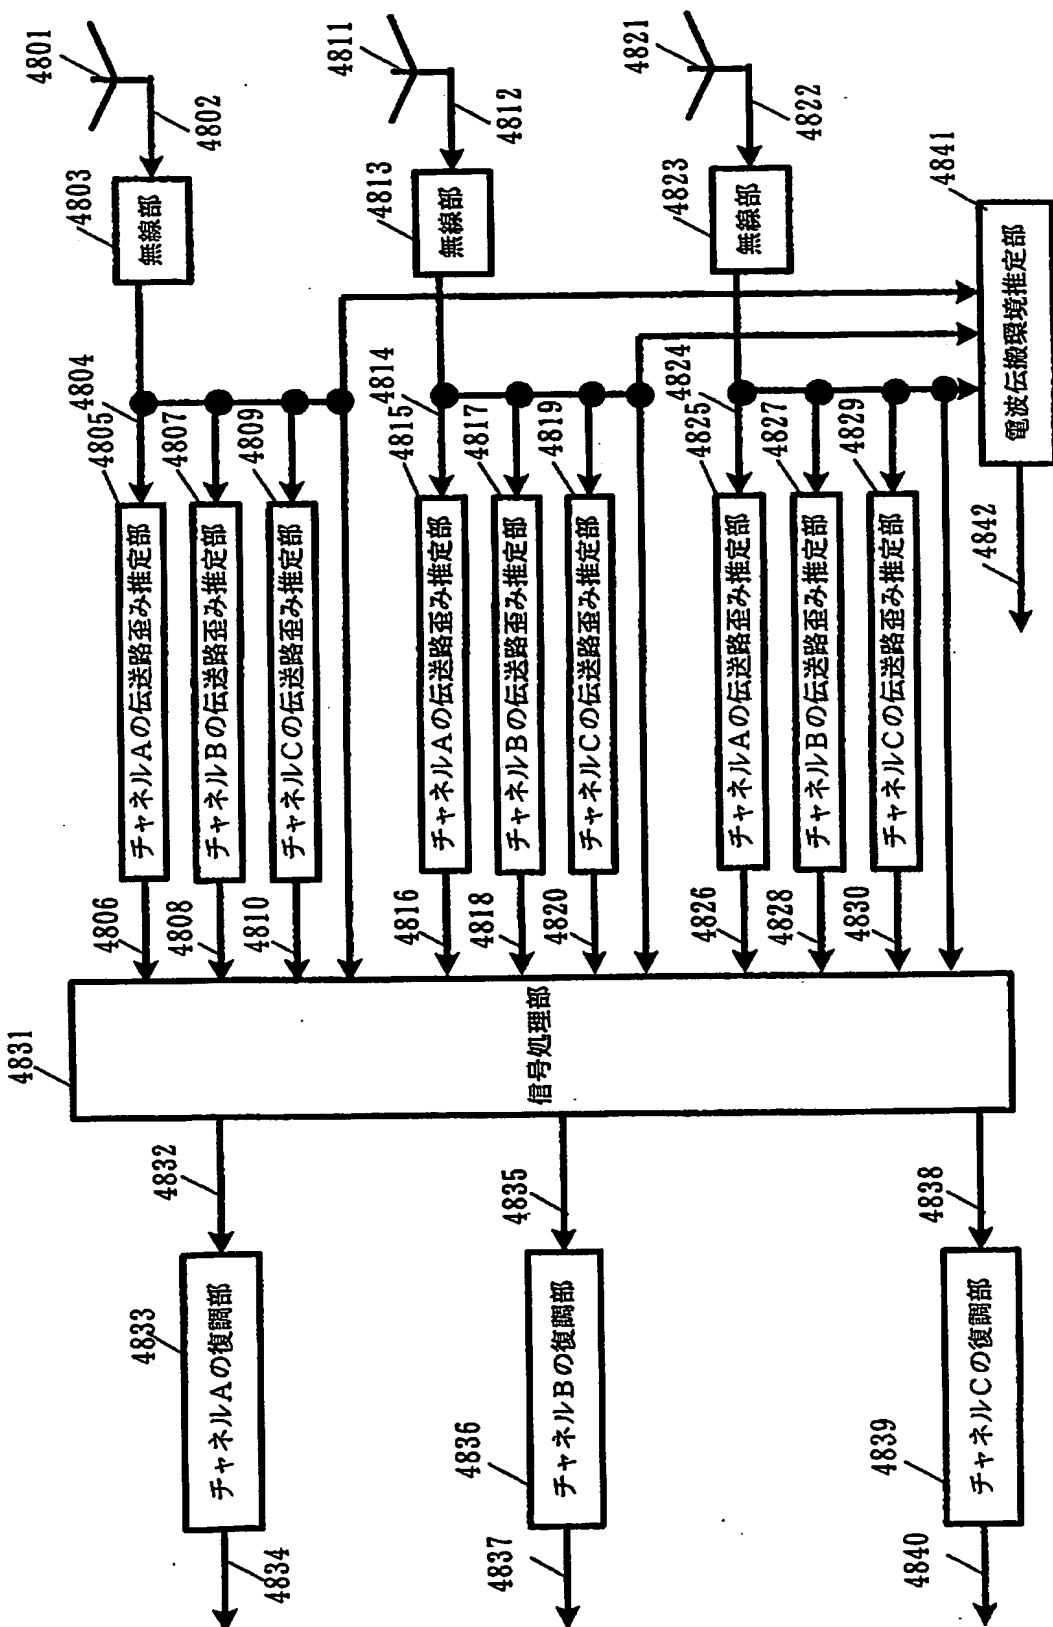 4801
4802
4803
無線部
4804
4805
チャネルAの伝送路歪み推定部
4806
4807
チャネルBの伝送路歪み推定部
4808
4809
チャネルCの伝送路歪み推定部
4810
4811
4812
4813
無線部
4814
4815
チャネルAの伝送路歪み推定部
4816
4817
チャネルBの伝送路歪み推定部
4818
4819
チャネルCの伝送路歪み推定部
4820
4821
4822
4823
無線部
4824
4825
チャネルAの伝送路歪み推定部
4826
4827
チャネルBの伝送路歪み推定部
4828
4829
チャネルCの伝送路歪み推定部
4830
4831
信号処理部
4832
4833
チャネルAの復調部
4834
4835
4836
チャネルBの復調部
4837
4838
4839
チャネルCの復調部
4840
4841
電波伝搬環境推定部
4842